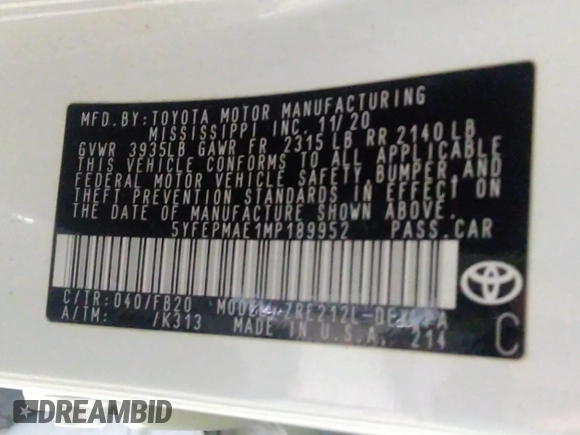 MFD. BY: TOYOTA MOTOR MANUFACTURING
MISSISSIPPI INC. 11/20
GVWR 3935LB GAWR FR 2315 LB RR 2140 LB
THIS VEHICLE CONFORMS TO ALL APPLICABLE
FEDERAL MOTOR VEHICLE SAFETY, BUMPER, AND
THEFT PREVENTION STANDARDS IN EFFECT ON
THE DATE OF MANUFACTURE SHOWN ABOVE.
5YFEPMAE1MP189952 PASS. CAR
C/TR: 040/FB20 MODEL: ZRE212L-
A/TM: /K313 MADE IN U.S.A. 214
C
DREAMBID